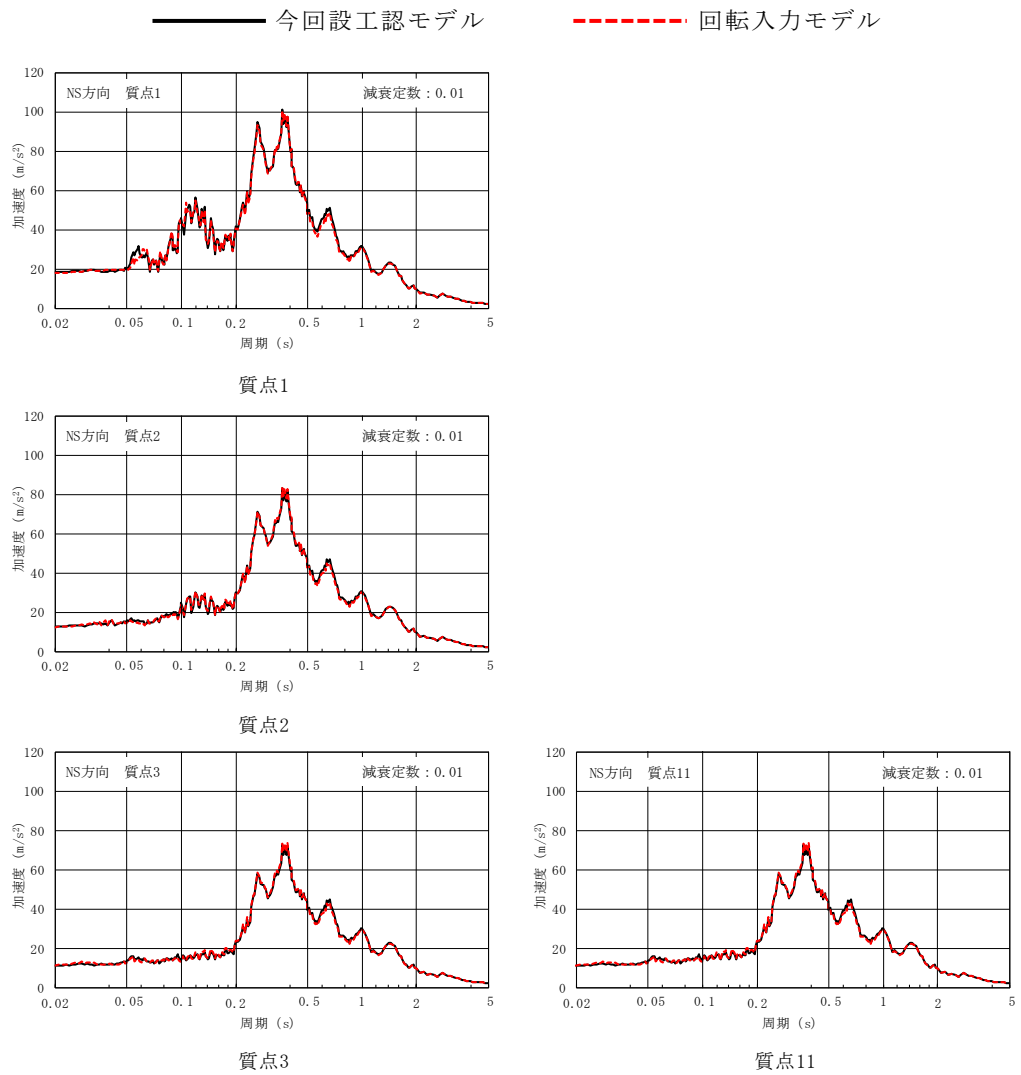 今回設工認モデル
回転入力モデル
NS方向 質点1
減衰定数：0.01
加速度 (m/s²)
120
100
80
60
40
20
0
0.02 0.05 0.1 0.2 0.5 1 2 5
周期 (s)
質点1
NS方向 質点2
減衰定数：0.01
加速度 (m/s²)
120
100
80
60
40
20
0
0.02 0.05 0.1 0.2 0.5 1 2 5
周期 (s)
質点2
NS方向 質点3
減衰定数：0.01
加速度 (m/s²)
120
100
80
60
40
20
0
0.02 0.05 0.1 0.2 0.5 1 2 5
周期 (s)
質点3
NS方向 質点11
減衰定数：0.01
加速度 (m/s²)
120
100
80
60
40
20
0
0.02 0.05 0.1 0.2 0.5 1 2 5
周期 (s)
質点11